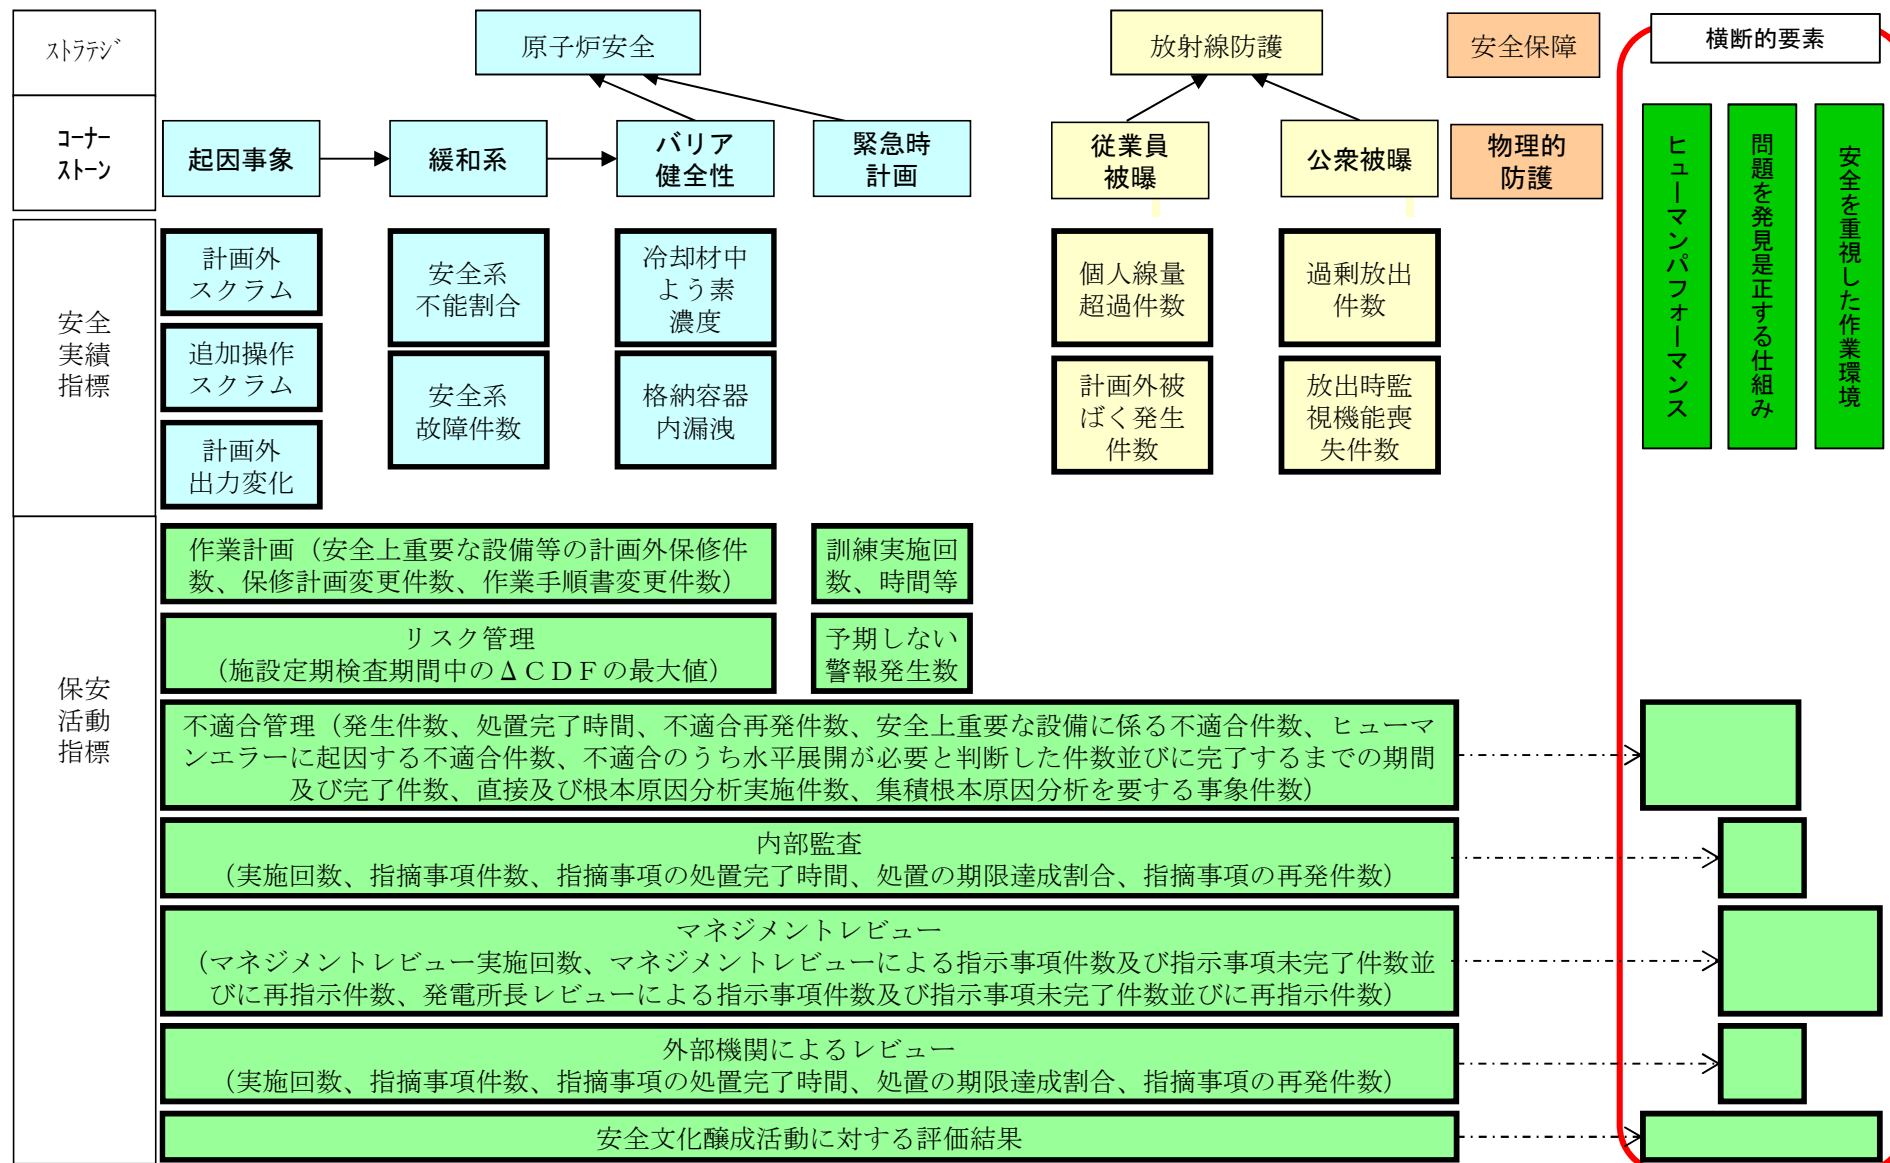 ストラテジ
原子炉安全
放射線防護
安全保障
横断的要素
コーナー
ストーン
起因事象
緩和系
バリア
健全性
緊急時
計画
従業員
被曝
公衆被曝
物理的
防護
ヒューマンパフォーマンス
問題を発見是正する仕組み
安全を重視した作業環境
安全
実績
指標
計画外
スクラム
追加操作
スクラム
計画外
出力変化
安全系
不能割合
安全系
故障件数
冷却材中
よう素
濃度
格納容器
内漏洩
個人線量
超過件数
計画外被
ばく発生
件数
過剰放出
件数
放出時監
視機能喪
失件数
保安
活動
指標
作業計画（安全上重要な設備等の計画外保修件
数、保修計画変更件数、作業手順書変更件数）
訓練実施回
数、時間等
リスク管理
（施設定期検査期間中のΔＣＤＦの最大値）
予期しない
警報発生数
不適合管理（発生件数、処置完了時間、不適合再発件数、安全上重要な設備に係る不適合件数、ヒューマ
ンエラーに起因する不適合件数、不適合のうち水平展開が必要と判断した件数並びに完了するまでの期間
及び完了件数、直接及び根本原因分析実施件数、集積根本原因分析を要する事象件数）
内部監査
（実施回数、指摘事項件数、指摘事項の処置完了時間、処置の期限達成割合、指摘事項の再発件数）
マネジメントレビュー
（マネジメントレビュー実施回数、マネジメントレビューによる指示事項件数及び指示事項未完了件数並
びに再指示件数、発電所長レビューによる指示事項件数及び指示事項未完了件数並びに再指示件数）
外部機関によるレビュー
（実施回数、指摘事項件数、指摘事項の処置完了時間、処置の期限達成割合、指摘事項の再発件数）
安全文化醸成活動に対する評価結果